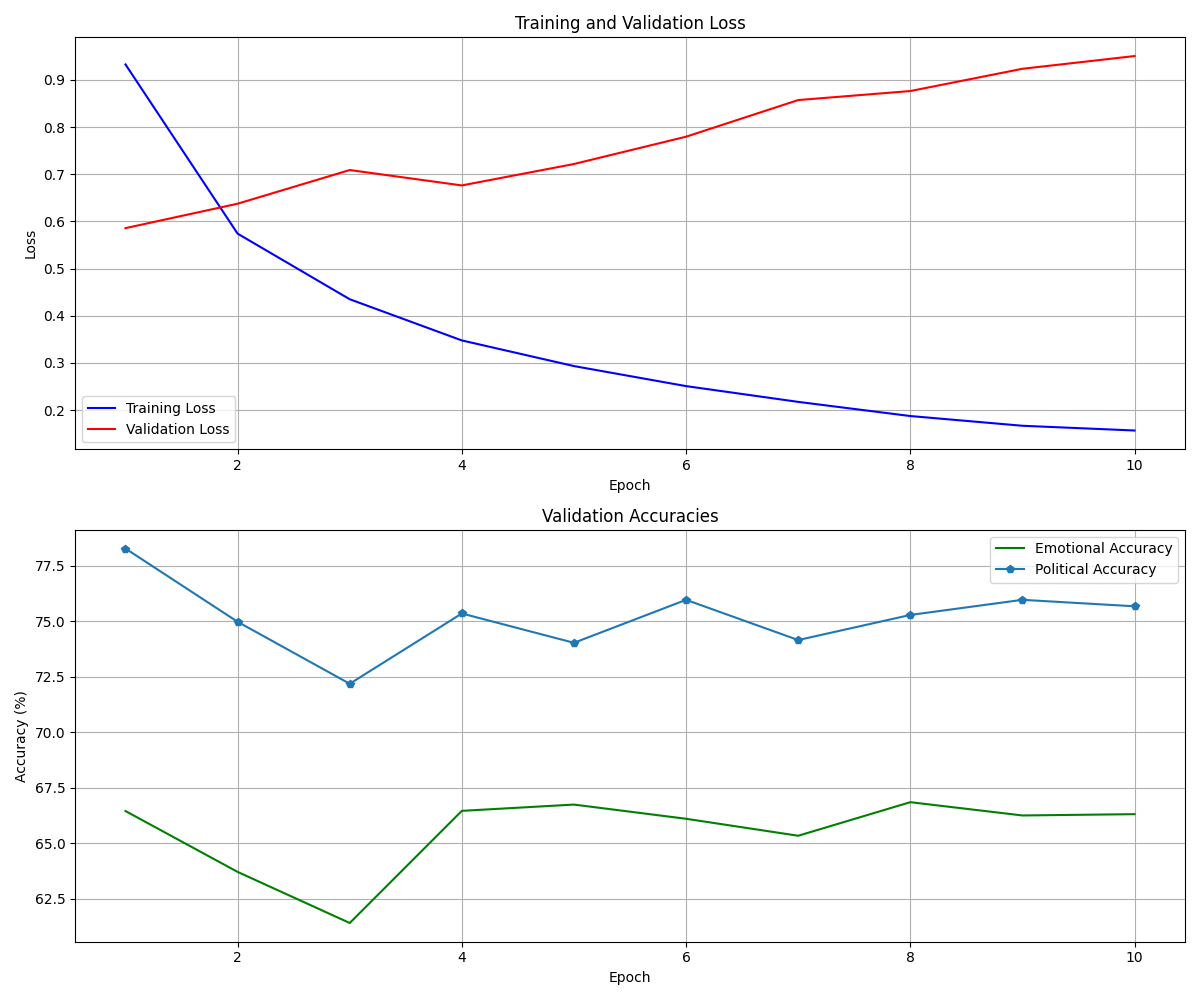 Training and Validation Loss
Loss
0.9
0.8
0.7
0.6
0.5
0.4
0.3
0.2
Training Loss
Validation Loss
2 4 6 8 10
Epoch
Validation Accuracies
Accuracy (%)
77.5
75.0
72.5
70.0
67.5
65.0
62.5
Emotional Accuracy
Political Accuracy
2 4 6 8 10
Epoch